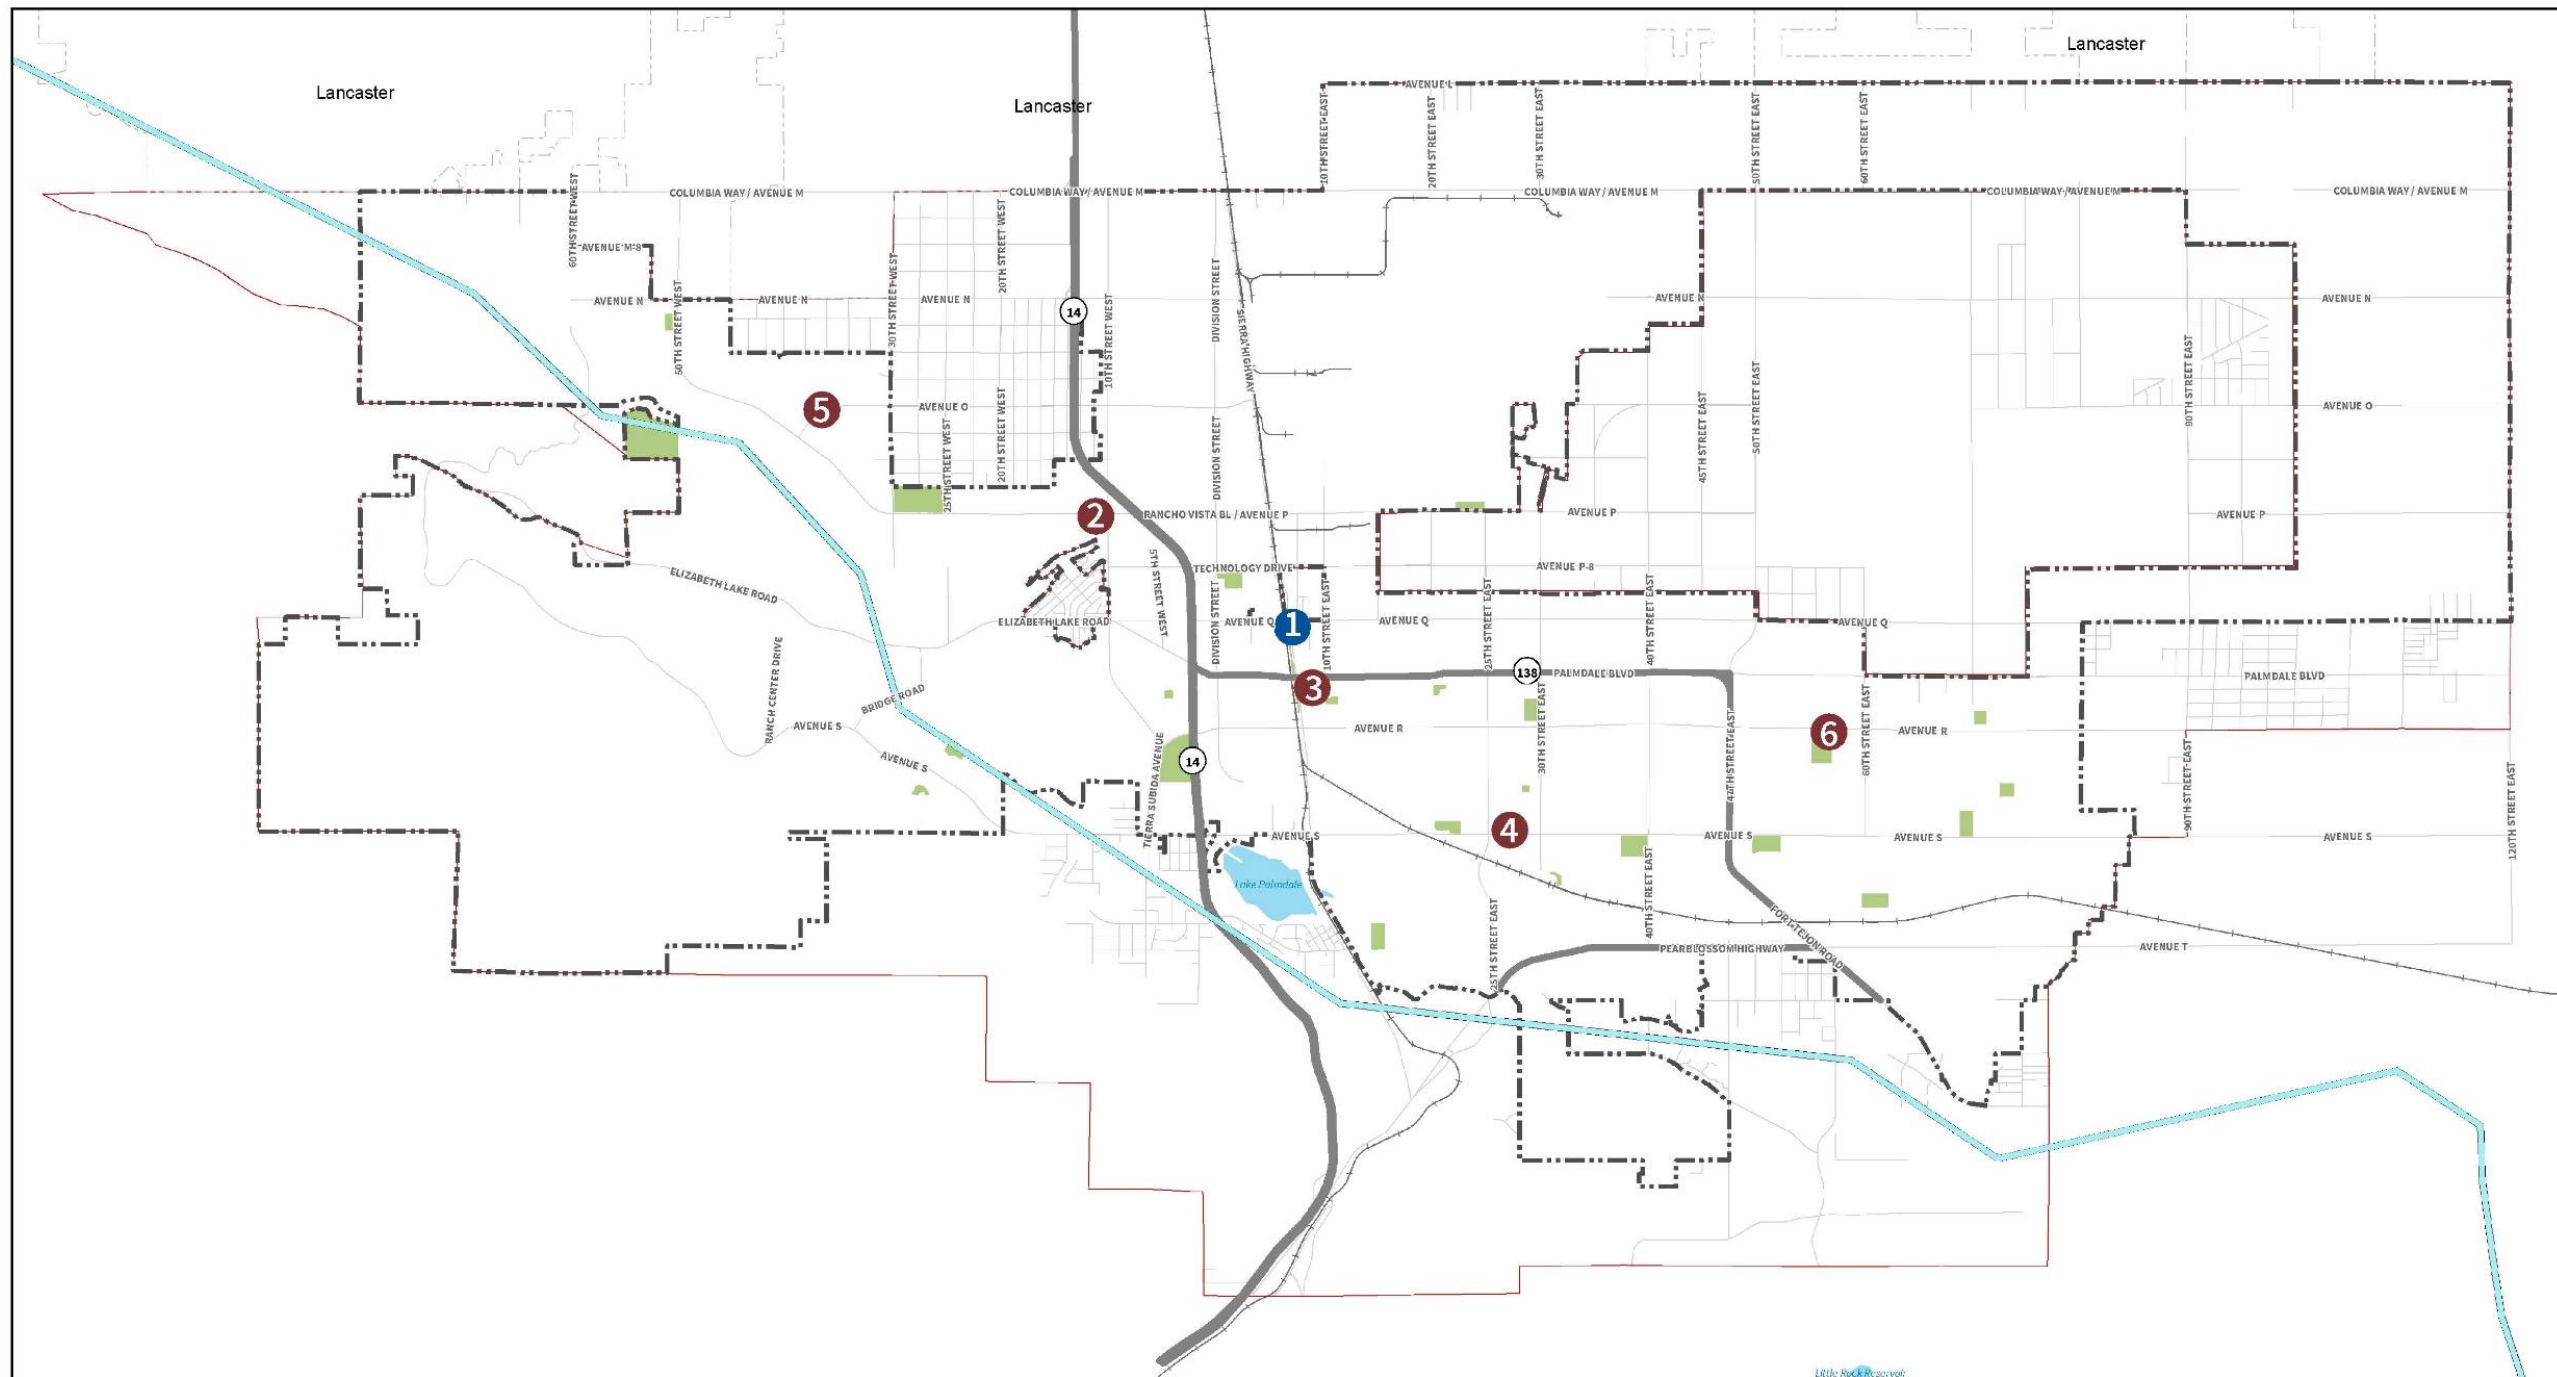 Lancaster
Lancaster
Lancaster
AVENUE L
10TH STREET EAST
20TH STREET EAST
30TH STREET EAST
50TH STREET EAST
60TH STREET EAST
60TH STREET WEST
COLUMBIA WAY / AVENUE M
COLUMBIA WAY / AVENUE M
COLUMBIA WAY / AVENUE M
COLUMBIA WAY / AVENUE M
COLUMBIA WAY / AVENUE M
AVENUE M-8
20TH STREET WEST
AVENUE N
AVENUE N
AVENUE N
AVENUE N
AVENUE N
50TH STREET WEST
30TH STREET WEST
14
10TH STREET WEST
DIVISION STREET
SIERRA HIGHWAY
90TH STREET EAST
5
AVENUE O
AVENUE O
20TH STREET WEST
25TH STREET WEST
DIVISION STREET
45TH STREET EAST
50TH STREET EAST
2
RANCHO VISTA BL / AVENUE P
AVENUE P
AVENUE P
TECHNOLOGY DRIVE
AVENUE P-8
ELIZABETH LAKE ROAD
5TH STREET WEST
DIVISION STREET
10TH STREET EAST
25TH STREET EAST
40TH STREET EAST
ELIZABETH LAKE ROAD
AVENUE Q
1
AVENUE Q
AVENUE Q
138
PALMDALE BLVD
PALMDALE BLVD
3
RANCH CENTER DRIVE
BRIDGE ROAD
AVENUE S
AVENUE S
AVENUE R
6
AVENUE R
30TH STREET EAST
47TH STREET EAST
60TH STREET EAST
90TH STREET EAST
120TH STREET EAST
TIERRA SUBIDA AVENUE
14
4
AVENUE S
AVENUE S
AVENUE S
AVENUE S
Lake Palmdale
25TH STREET EAST
40TH STREET EAST
FORT TEJON ROAD
PEARBLOSSOM HIGHWAY
AVENUE T
Little Rock Reservoir